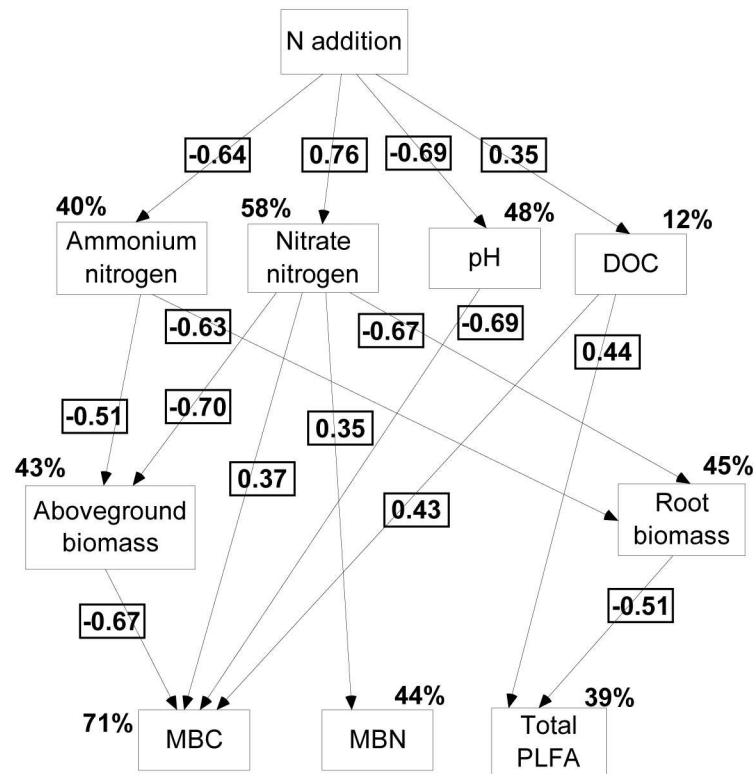 N addition
-0.64
0.76
-0.69
0.35
40%
58%
48%
12%
Ammonium
nitrogen
Nitrate
nitrogen
pH
DOC
-0.63
-0.67
-0.69
0.44
-0.51
-0.70
0.35
43%
0.37
0.43
45%
Aboveground
biomass
Root
biomass
-0.67
-0.51
71%
44%
39%
MBC
MBN
Total
PLFA